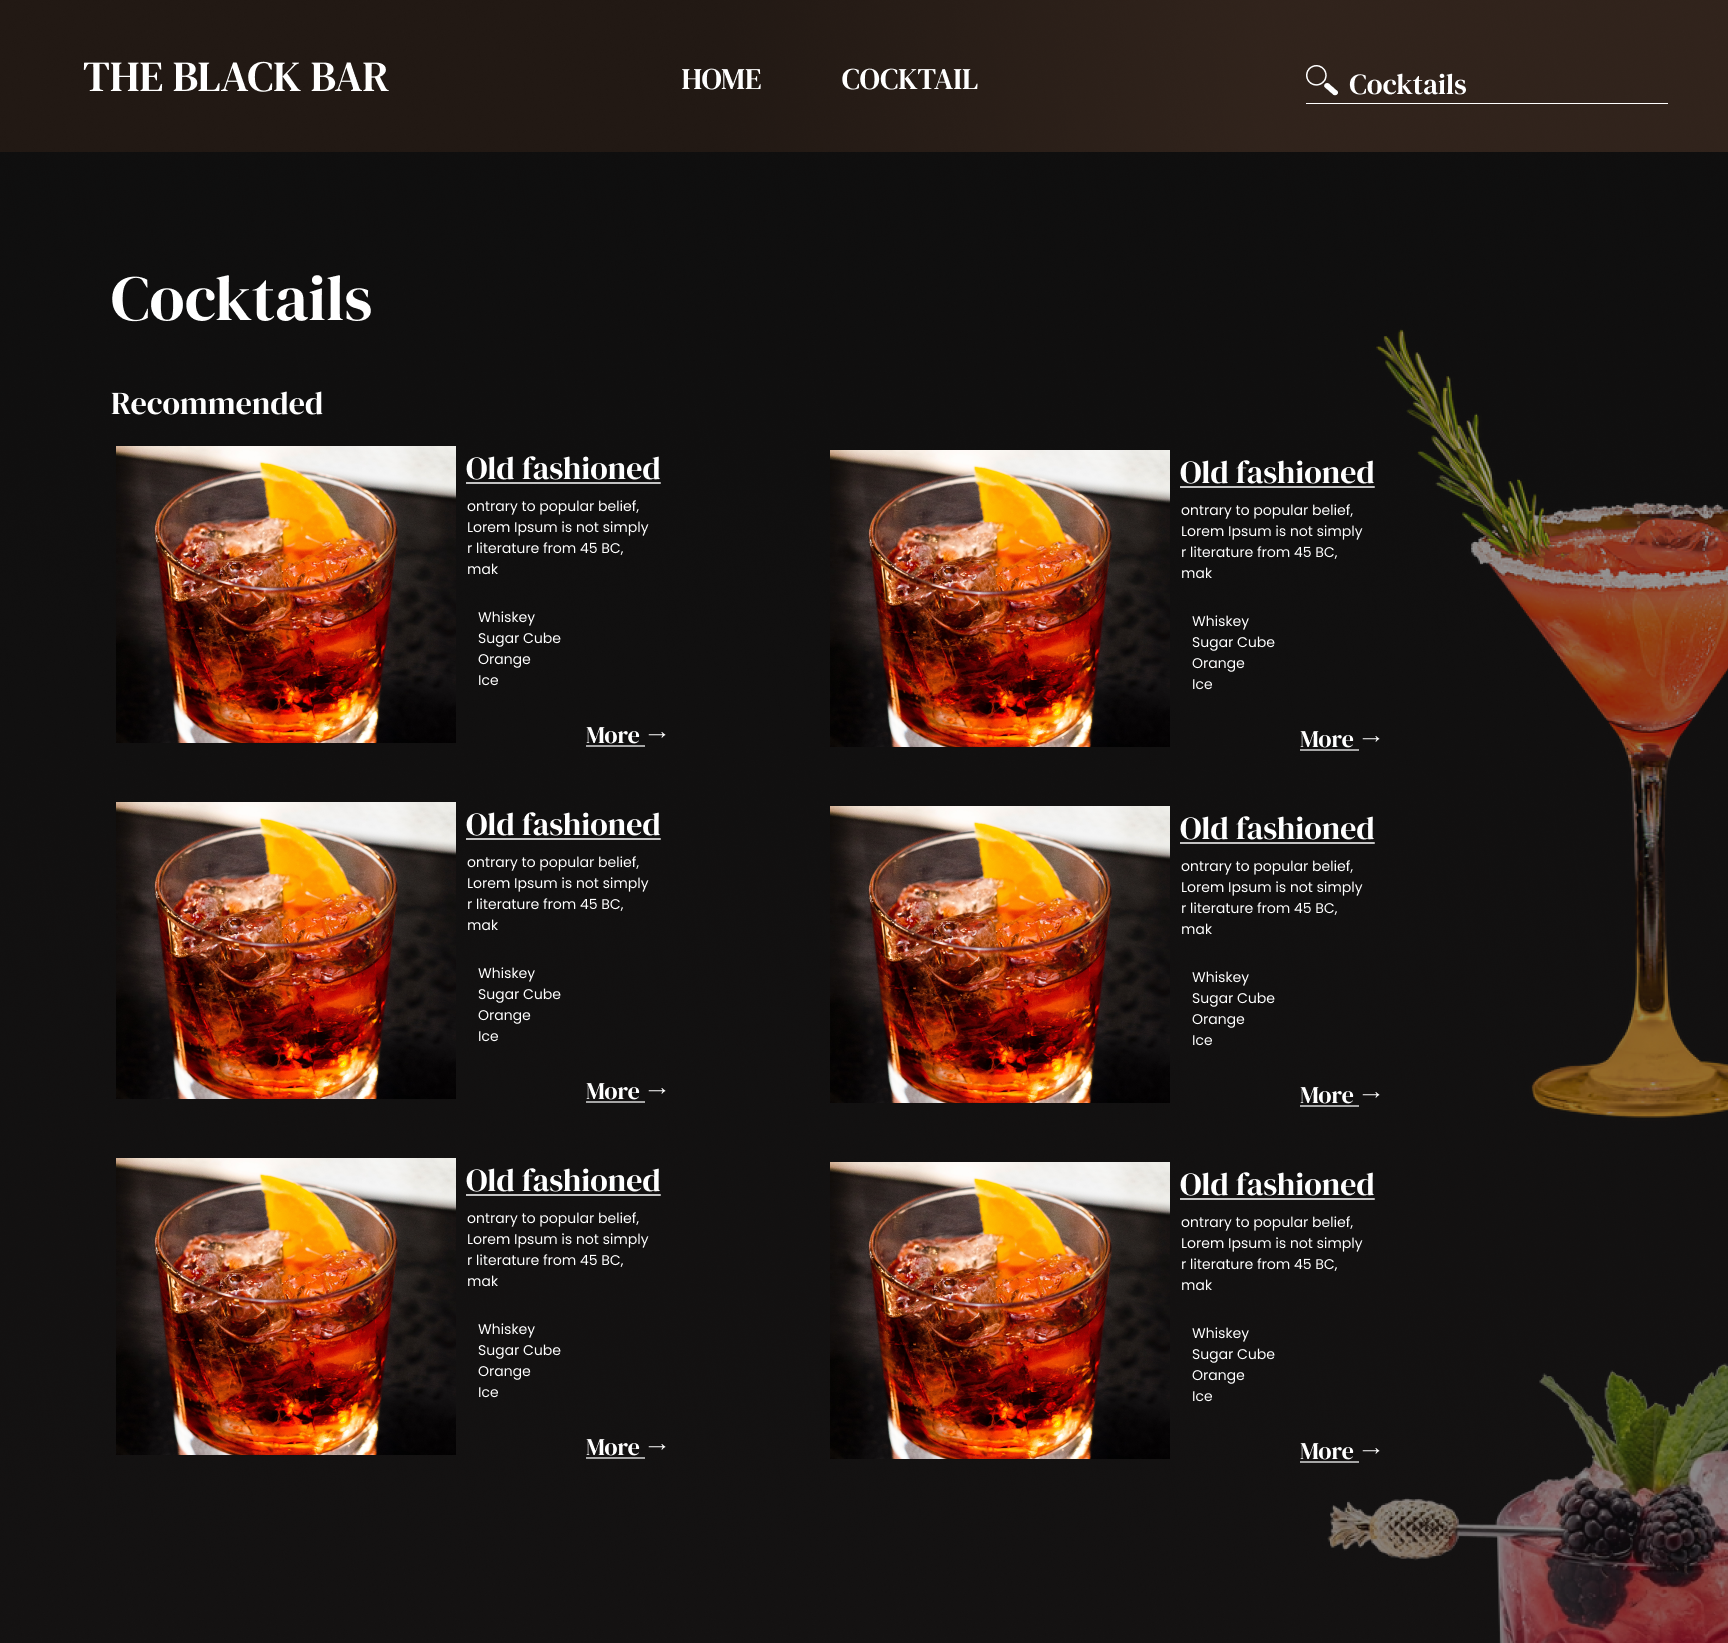 THE BLACK BAR
HOME
COCKTAIL
Cocktails
Cocktails
Recommended
Old fashioned
ontrary to popular belief,
Lorem Ipsum is not simply
r literature from 45 BC,
mak
Whiskey
Sugar Cube
Orange
Ice
More →
Old fashioned
ontrary to popular belief,
Lorem Ipsum is not simply
r literature from 45 BC,
mak
Whiskey
Sugar Cube
Orange
Ice
More →
Old fashioned
ontrary to popular belief,
Lorem Ipsum is not simply
r literature from 45 BC,
mak
Whiskey
Sugar Cube
Orange
Ice
More →
Old fashioned
ontrary to popular belief,
Lorem Ipsum is not simply
r literature from 45 BC,
mak
Whiskey
Sugar Cube
Orange
Ice
More →
Old fashioned
ontrary to popular belief,
Lorem Ipsum is not simply
r literature from 45 BC,
mak
Whiskey
Sugar Cube
Orange
Ice
More →
Old fashioned
ontrary to popular belief,
Lorem Ipsum is not simply
r literature from 45 BC,
mak
Whiskey
Sugar Cube
Orange
Ice
More →